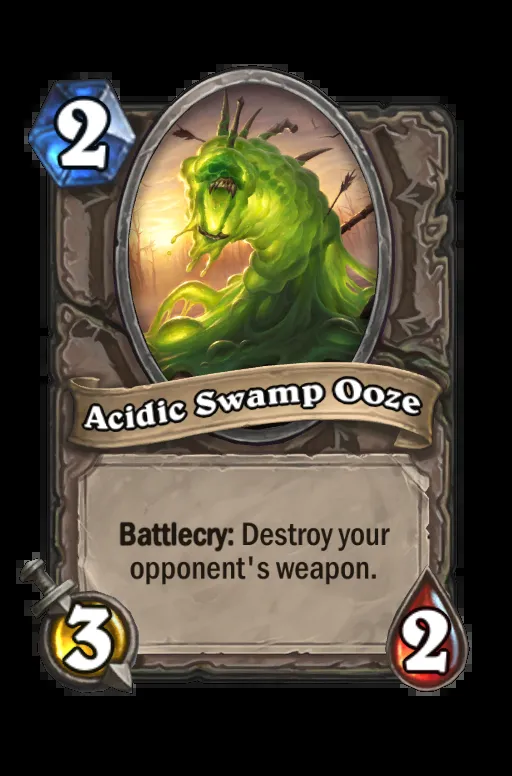 2
Acidic Swamp Ooze
Battlecry: Destroy your
opponent's weapon.
3
2